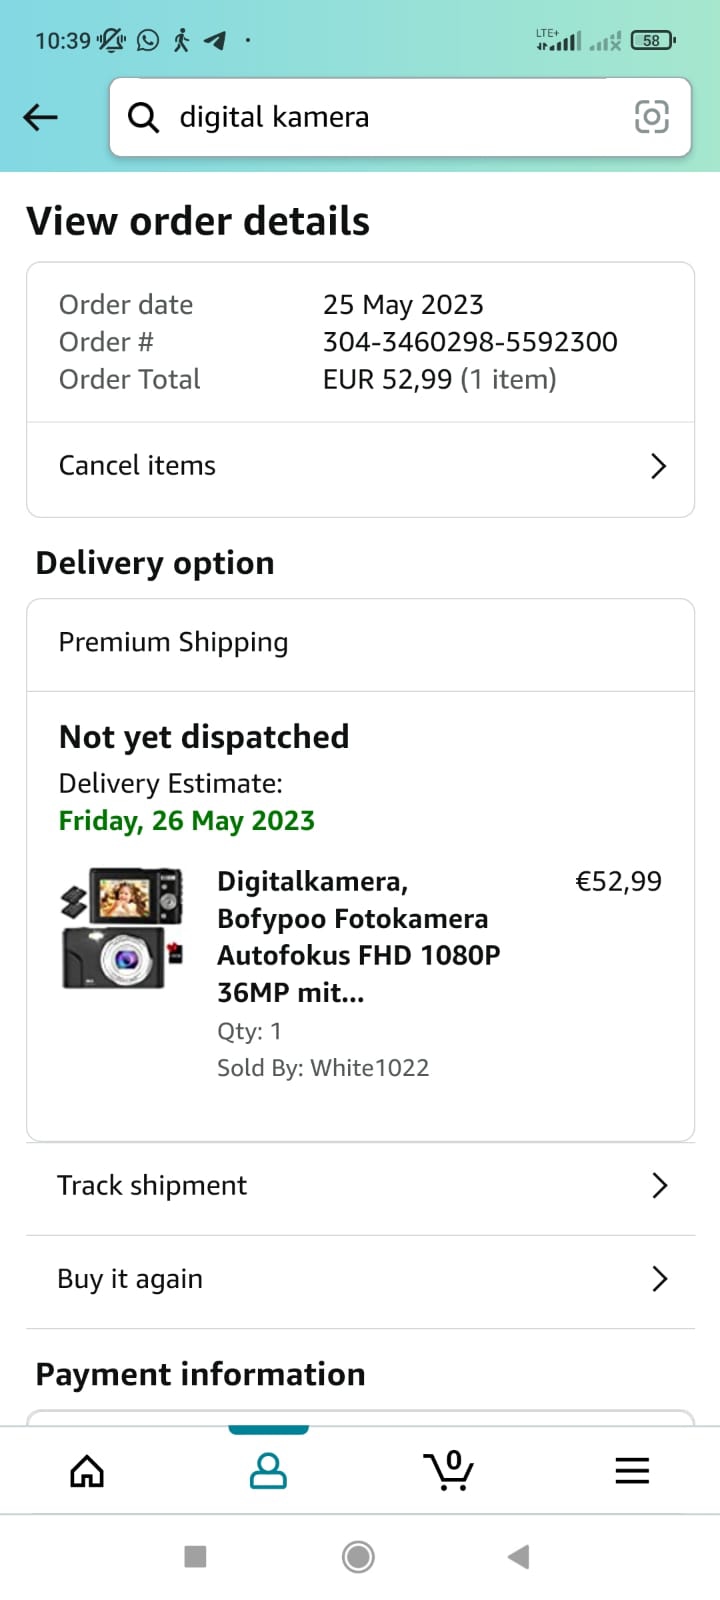 10:39
LTE+
58
digital kamera
View order details
Order date 25 May 2023
Order # 304-3460298-5592300
Order Total EUR 52,99 (1 item)
Cancel items
Delivery option
Premium Shipping
Not yet dispatched
Delivery Estimate:
Friday, 26 May 2023
Digitalkamera, €52,99
Bofypoo Fotokamera
Autofokus FHD 1080P
36MP mit...
Qty: 1
Sold By: White1022
Track shipment
Buy it again
Payment information
0